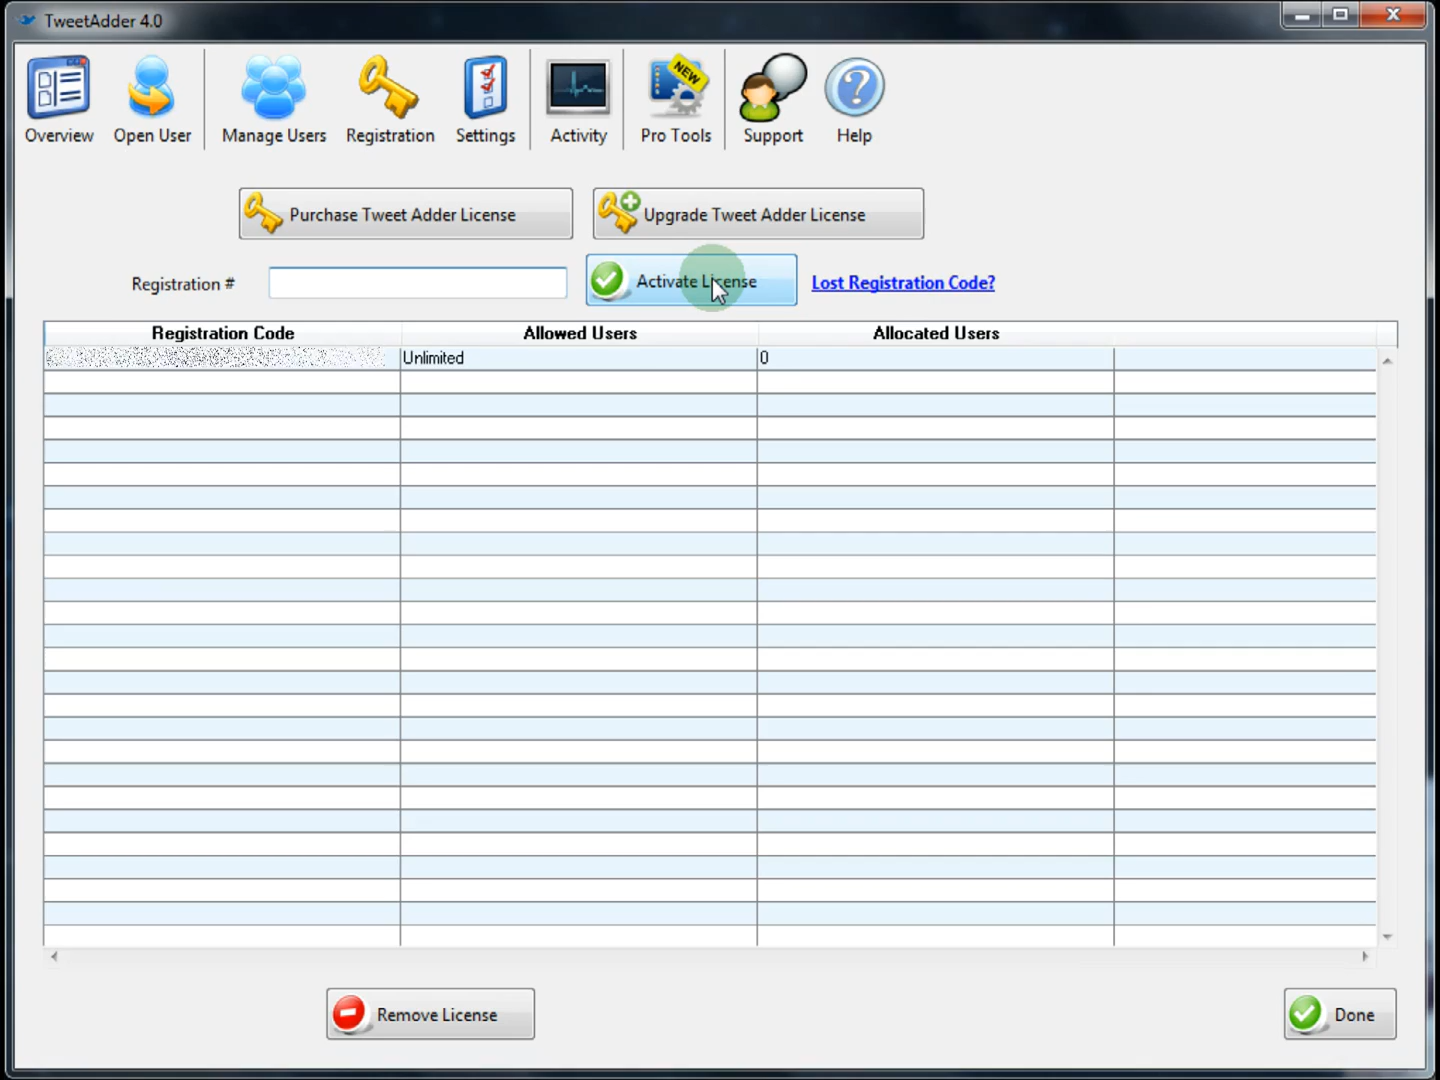 TweetAdder 4.0
Overview Open User Manage Users Registration Settings Activity Pro Tools Support Help
NEW
Purchase Tweet Adder License Upgrade Tweet Adder License
Registration # Activate License Lost Registration Code?
Registration Code Allowed Users Allocated Users
Unlimited 0
Remove License Done